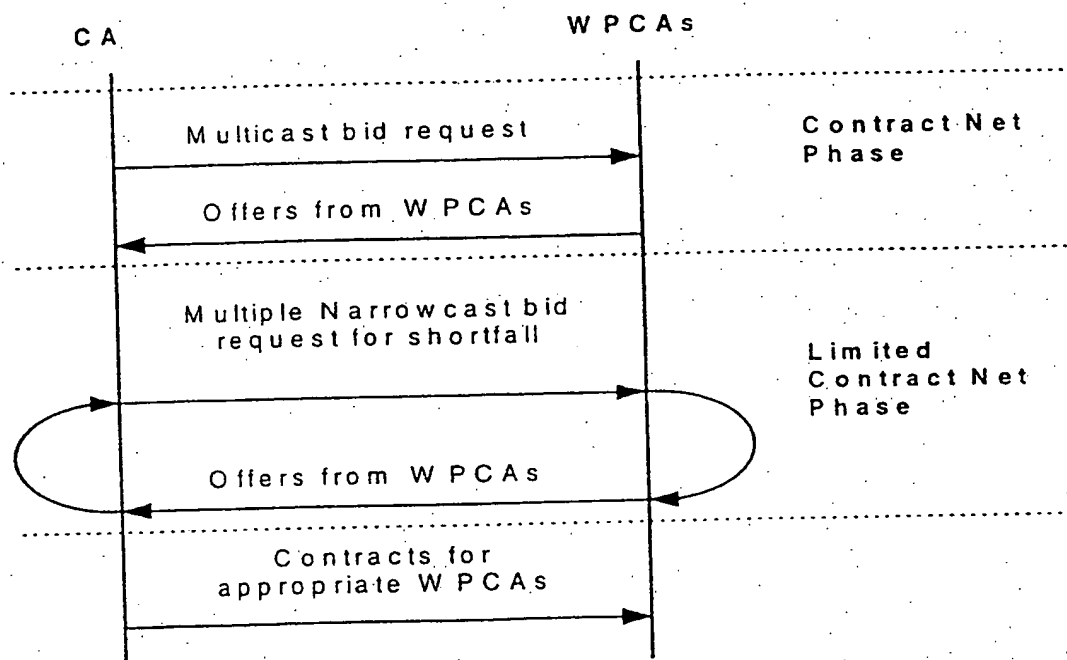 CA
WPCAs
Multicast bid request
Contract Net
Phase
Offers from WPCAs
Multiple Narrowcast bid
request for shortfall
Limited
Contract Net
Phase
Offers from WPCAs
Contracts for
appropriate WPCAs